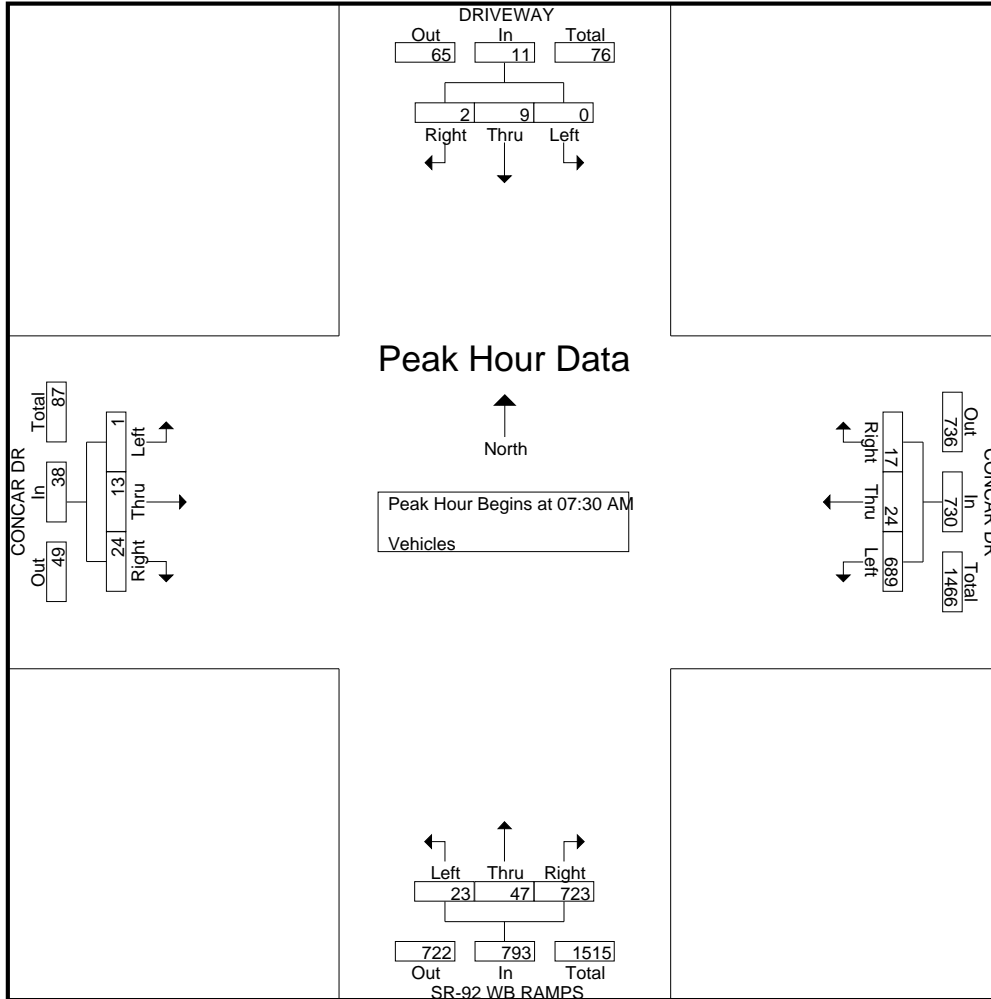 DRIVEWAY
Out In Total
65 11 76
2 9 0
Right Thru Left
Peak Hour Data
North
Peak Hour Begins at 07:30 AM
Vehicles
CONCAR DR
Out In Total
49 38 87
Left Thru Right
1 13 24
CONCAR DR
Out In Total
736 730 1466
Right Thru Left
17 24 689
Left Thru Right
23 47 723
722 793 1515
Out In Total
SR-92 WB RAMPS